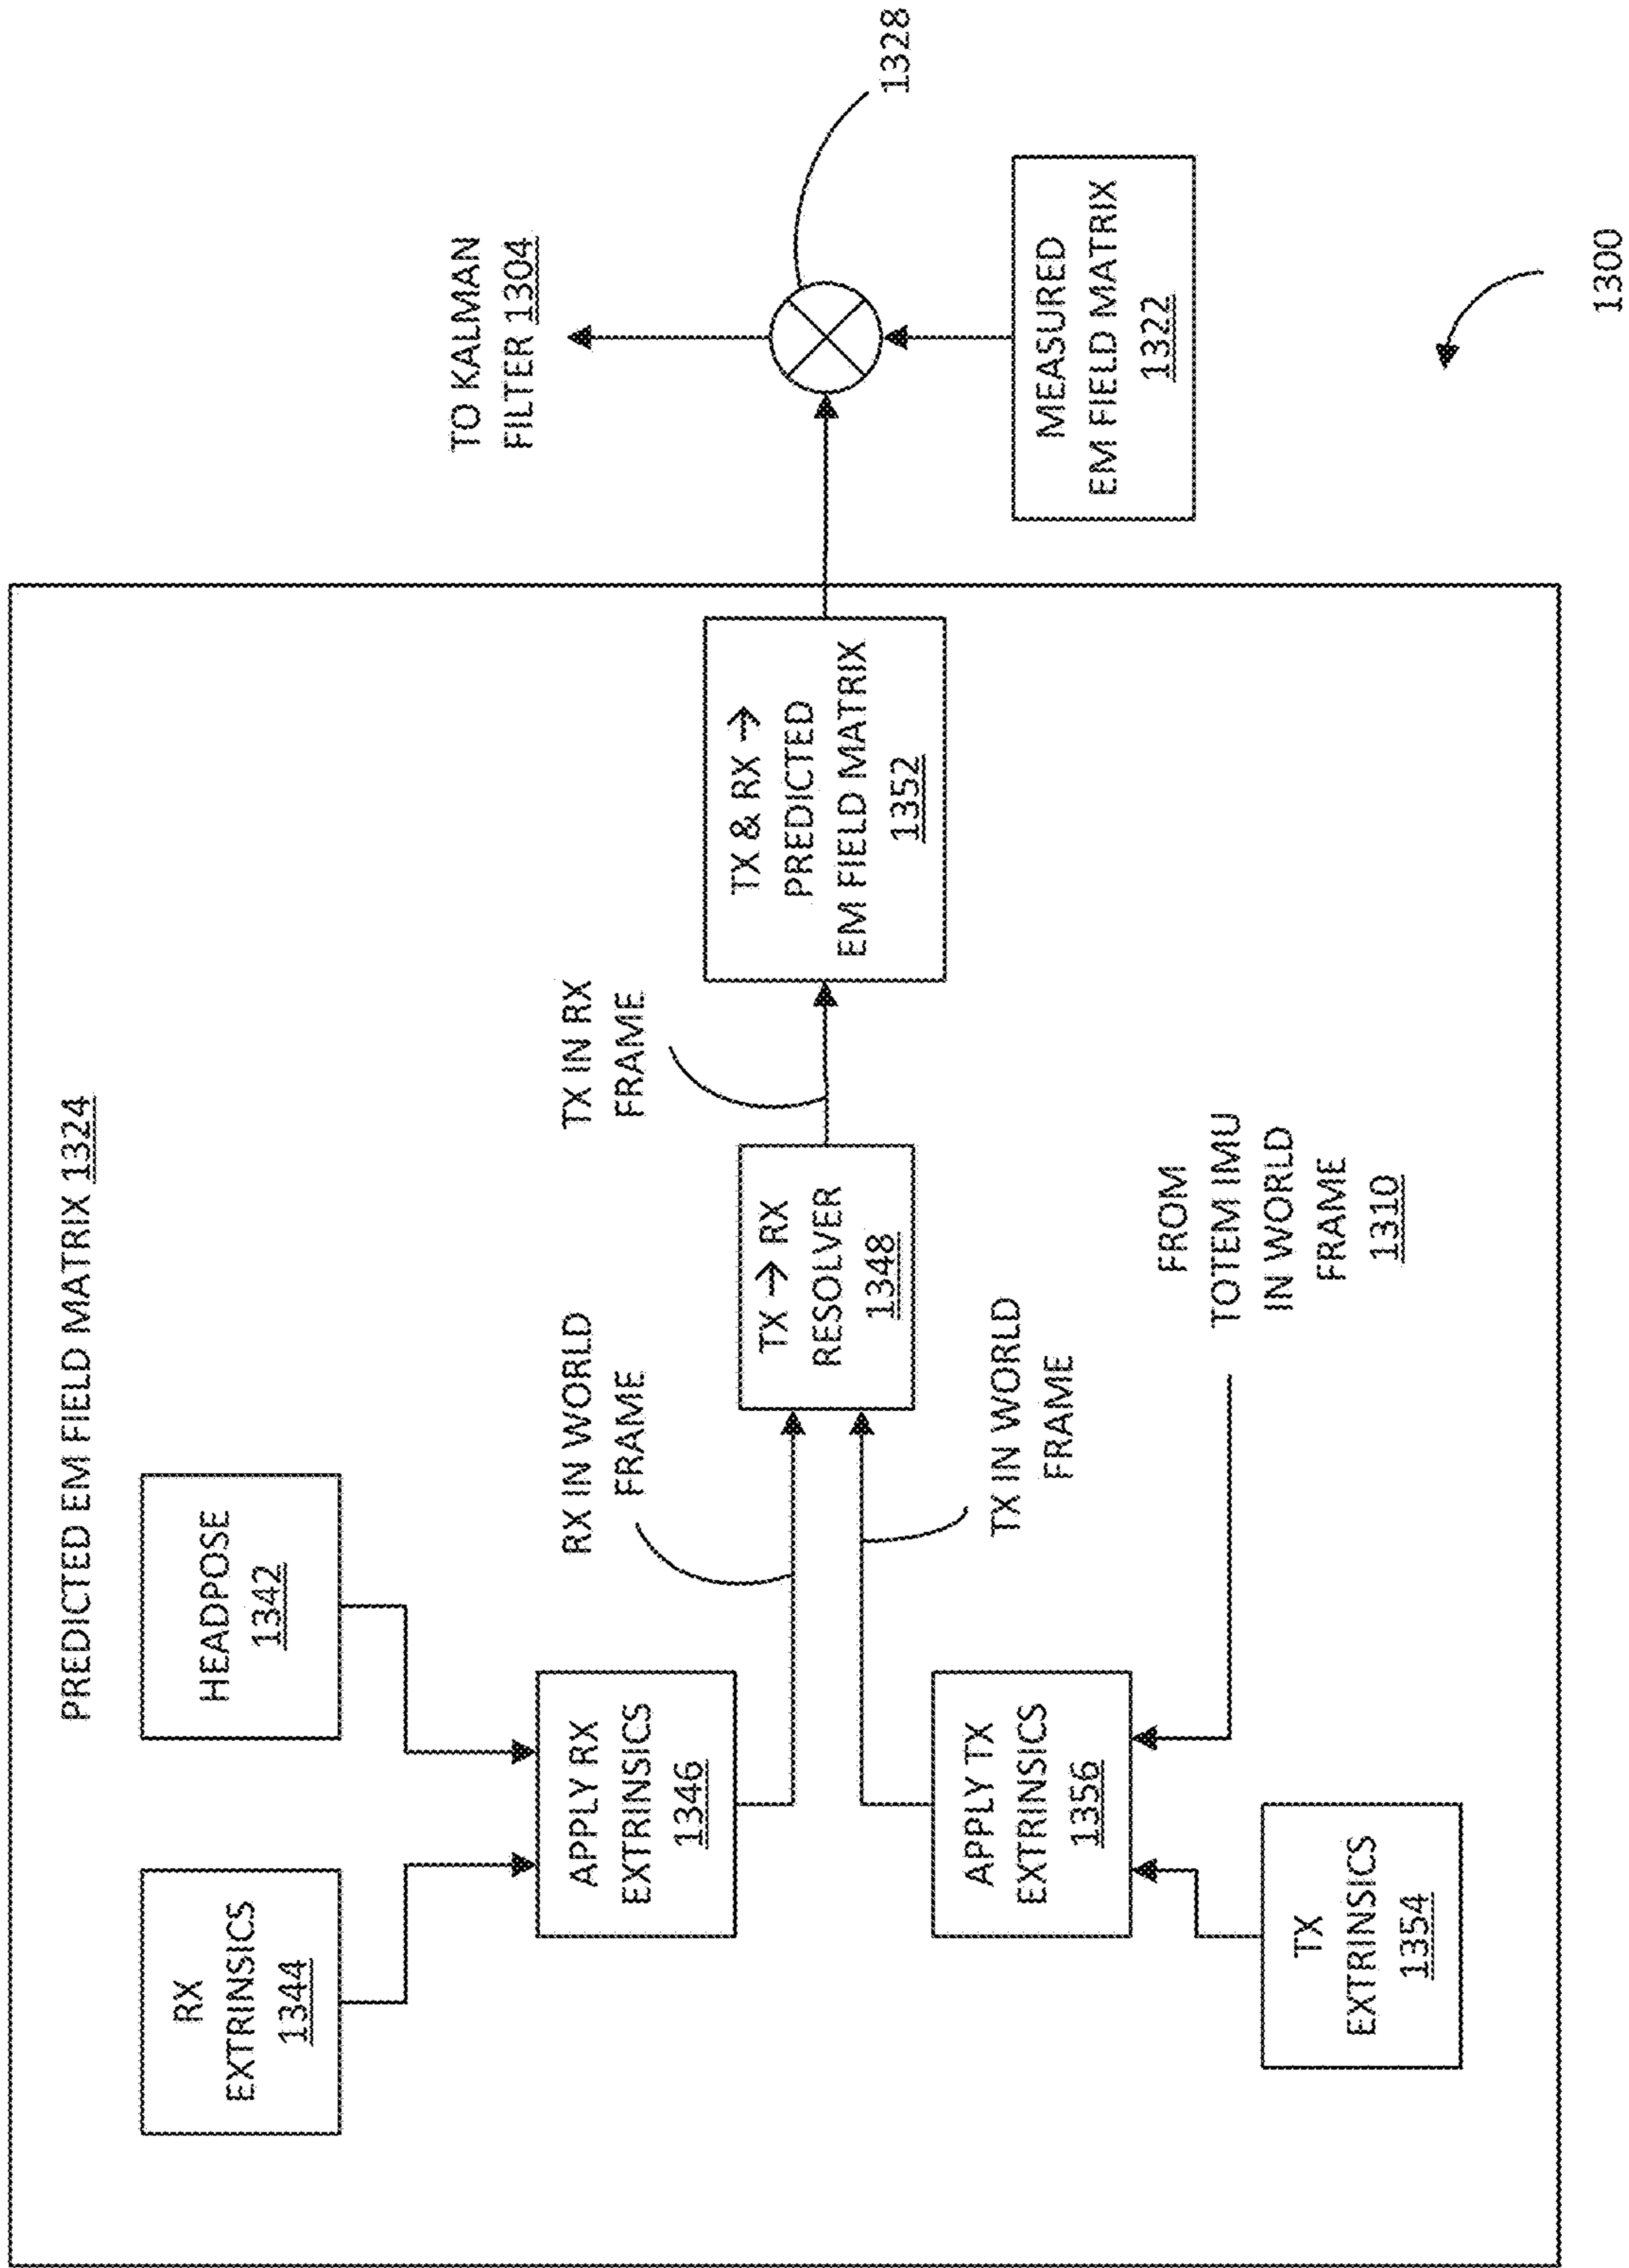 PREDICTED EM FIELD MATRIX 1324
RX
EXTRINSICS
1344
HEADPOSE
1342
APPLY RX
EXTRINSICS
1346
RX IN WORLD
FRAME
TX → RX
RESOLVER
1348
TX IN RX
FRAME
TX & RX →
PREDICTED
EM FIELD MATRIX
1352
TO KALMAN
FILTER 1304
1328
MEASURED
EM FIELD MATRIX
1322
APPLY TX
EXTRINSICS
1356
TX IN WORLD
FRAME
TX
EXTRINSICS
1354
FROM
TOTEM IMU
IN WORLD
FRAME
1310
1300